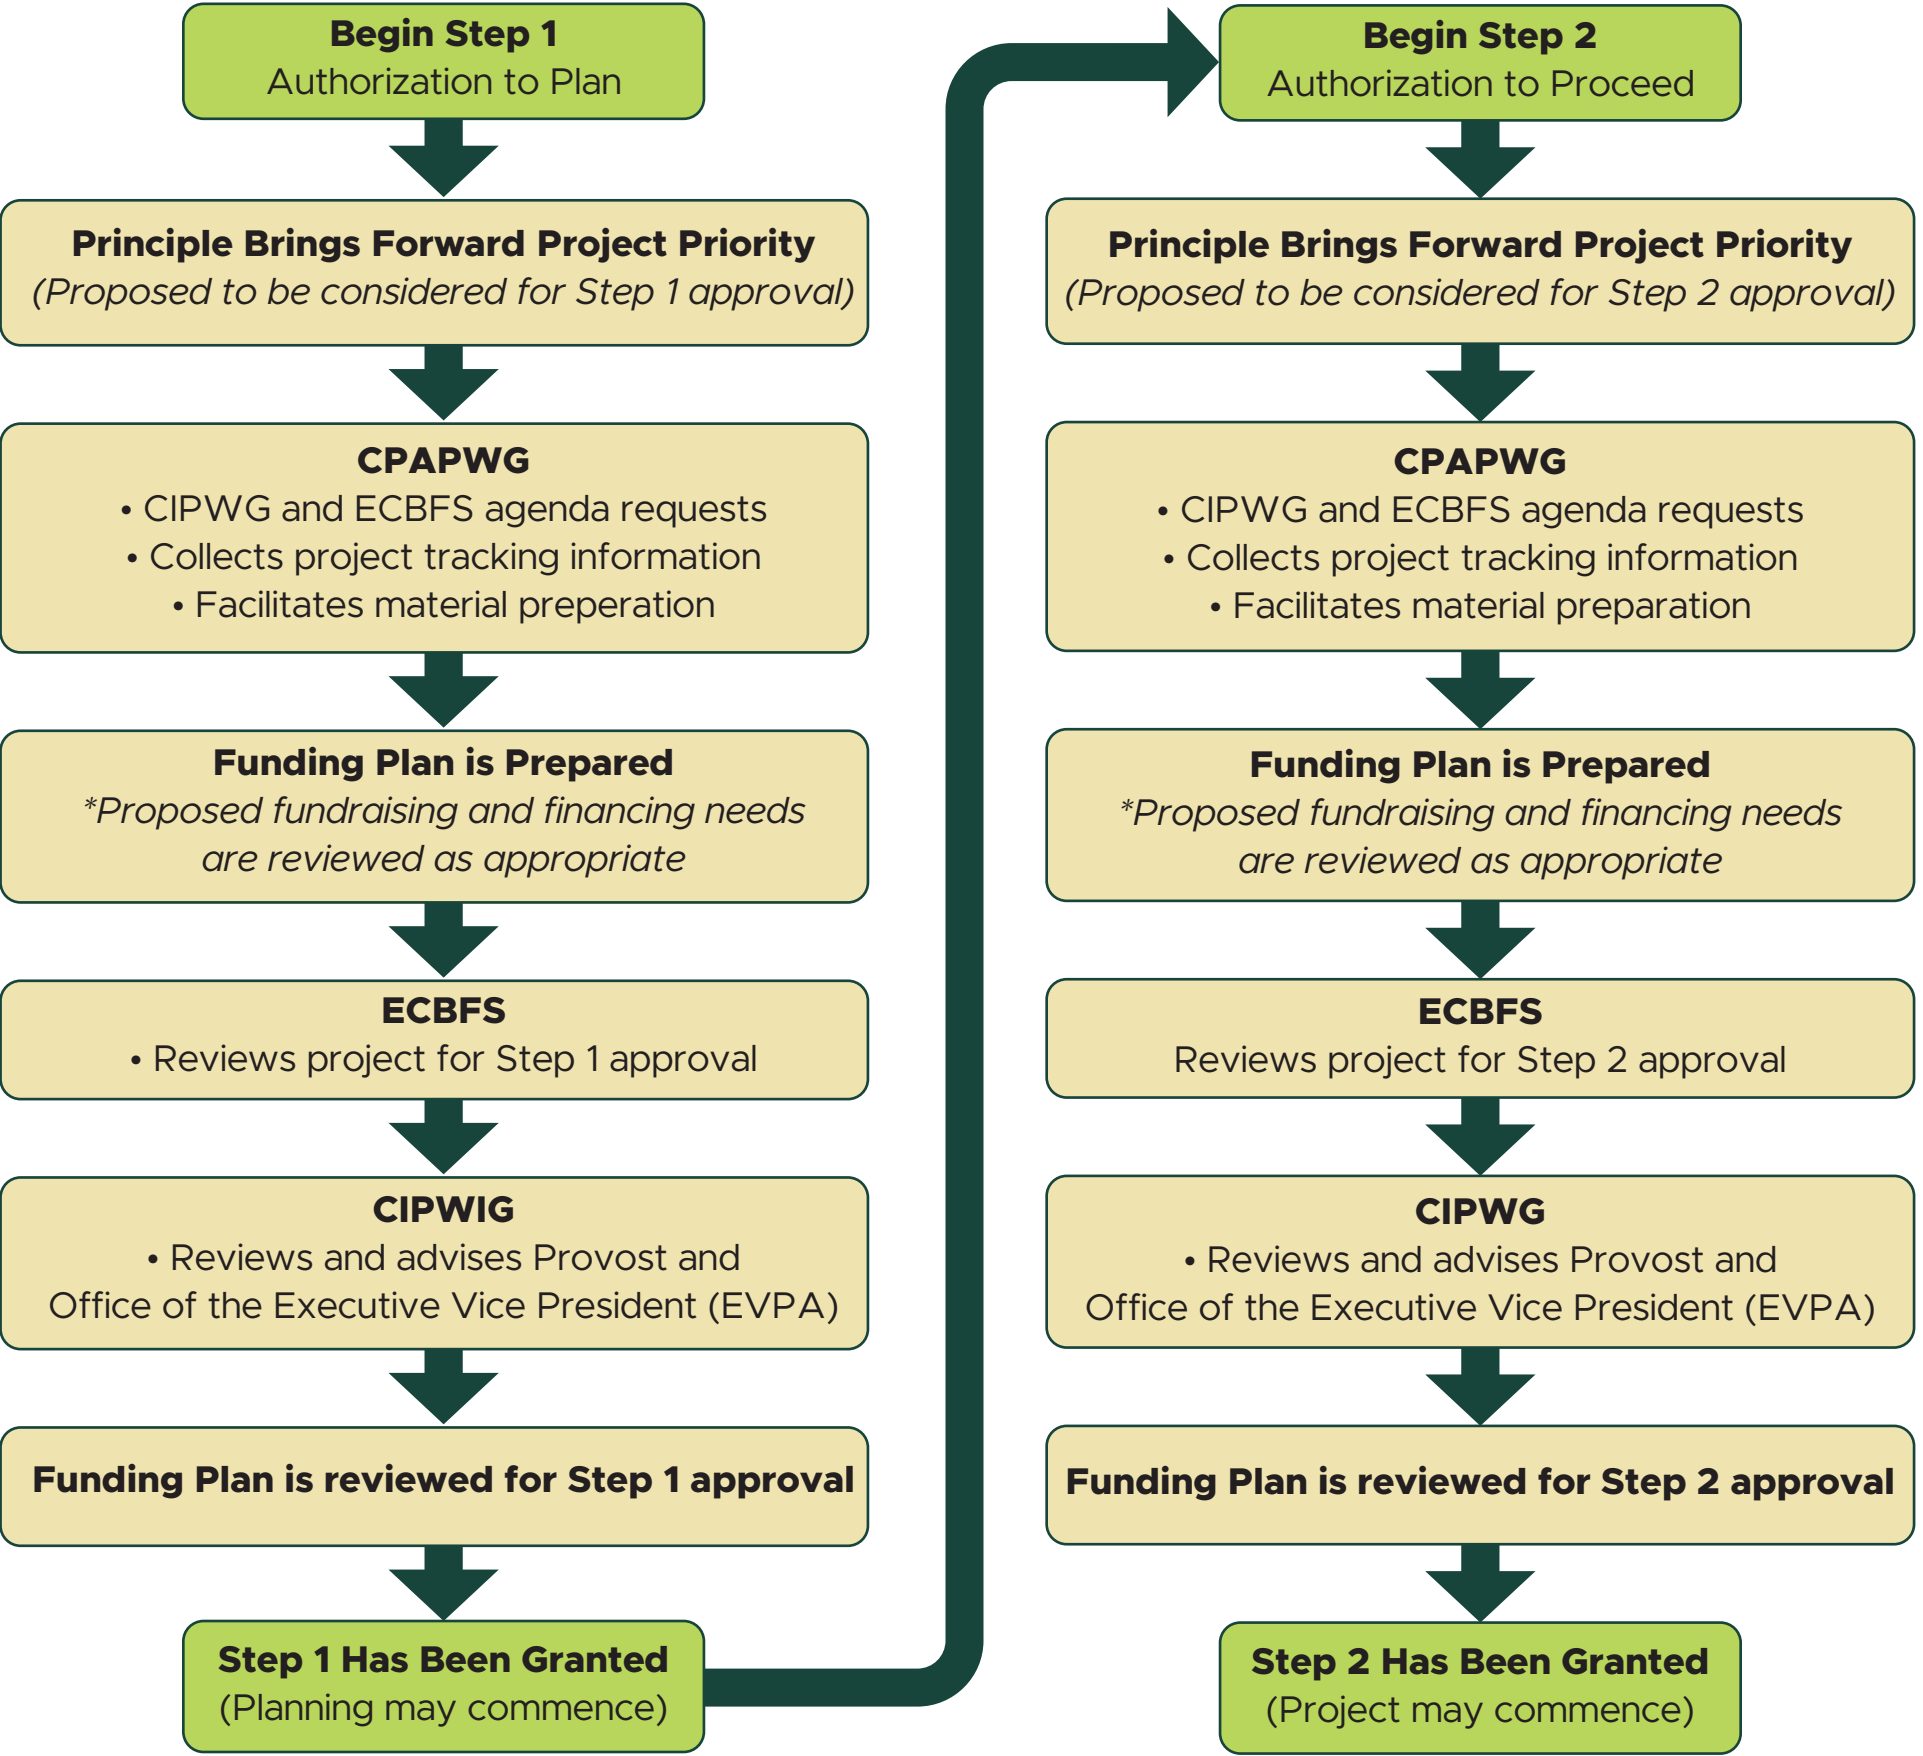 Begin Step 1
Authorization to Plan
Principle Brings Forward Project Priority
(Proposed to be considered for Step 1 approval)
CPAPWG
• CIPWG and ECBFS agenda requests
• Collects project tracking information
• Facilitates material preperation
Funding Plan is Prepared
*Proposed fundraising and financing needs
are reviewed as appropriate
ECBFS
• Reviews project for Step 1 approval
CIPWIG
• Reviews and advises Provost and
Office of the Executive Vice President (EVPA)
Funding Plan is reviewed for Step 1 approval
Step 1 Has Been Granted
(Planning may commence)
Begin Step 2
Authorization to Proceed
Principle Brings Forward Project Priority
(Proposed to be considered for Step 2 approval)
CPAPWG
• CIPWG and ECBFS agenda requests
• Collects project tracking information
• Facilitates material preparation
Funding Plan is Prepared
*Proposed fundraising and financing needs
are reviewed as appropriate
ECBFS
Reviews project for Step 2 approval
CIPWG
• Reviews and advises Provost and
Office of the Executive Vice President (EVPA)
Funding Plan is reviewed for Step 2 approval
Step 2 Has Been Granted
(Project may commence)